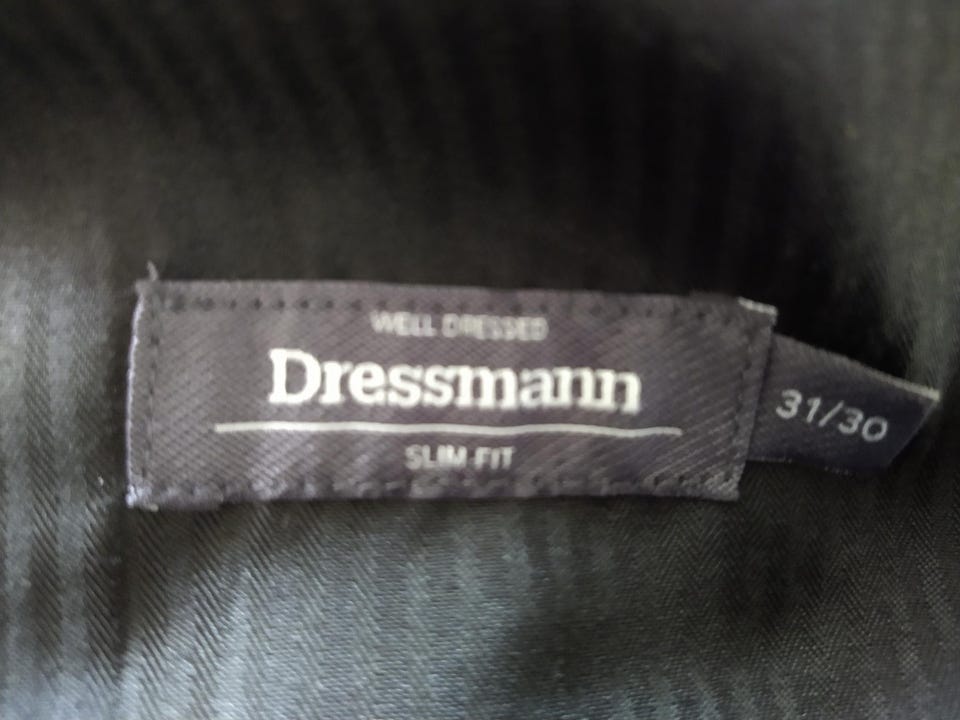 WELL DRESSED
Dressmann
SLIM FIT
31/30